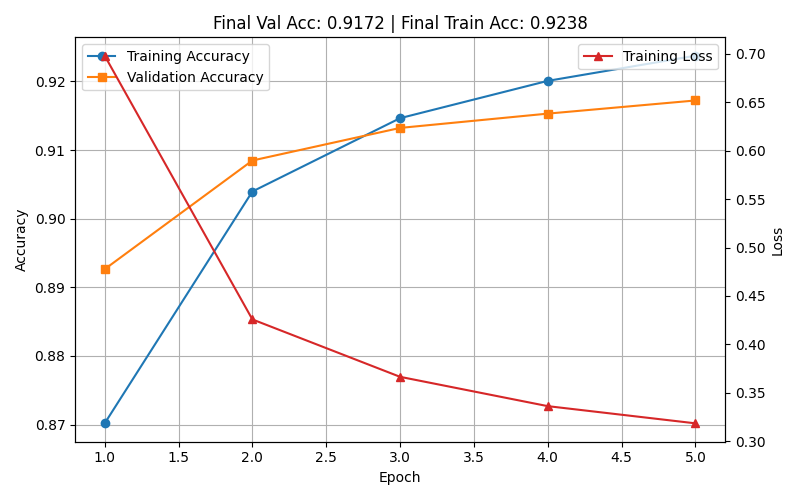 Final Val Acc: 0.9172 | Final Train Acc: 0.9238
Training Accuracy
Validation Accuracy
Training Loss
0.92
0.91
0.90
0.89
0.88
0.87
Accuracy
0.70
0.65
0.60
0.55
0.50
0.45
0.40
0.35
0.30
Loss
1.0 1.5 2.0 2.5 3.0 3.5 4.0 4.5 5.0
Epoch